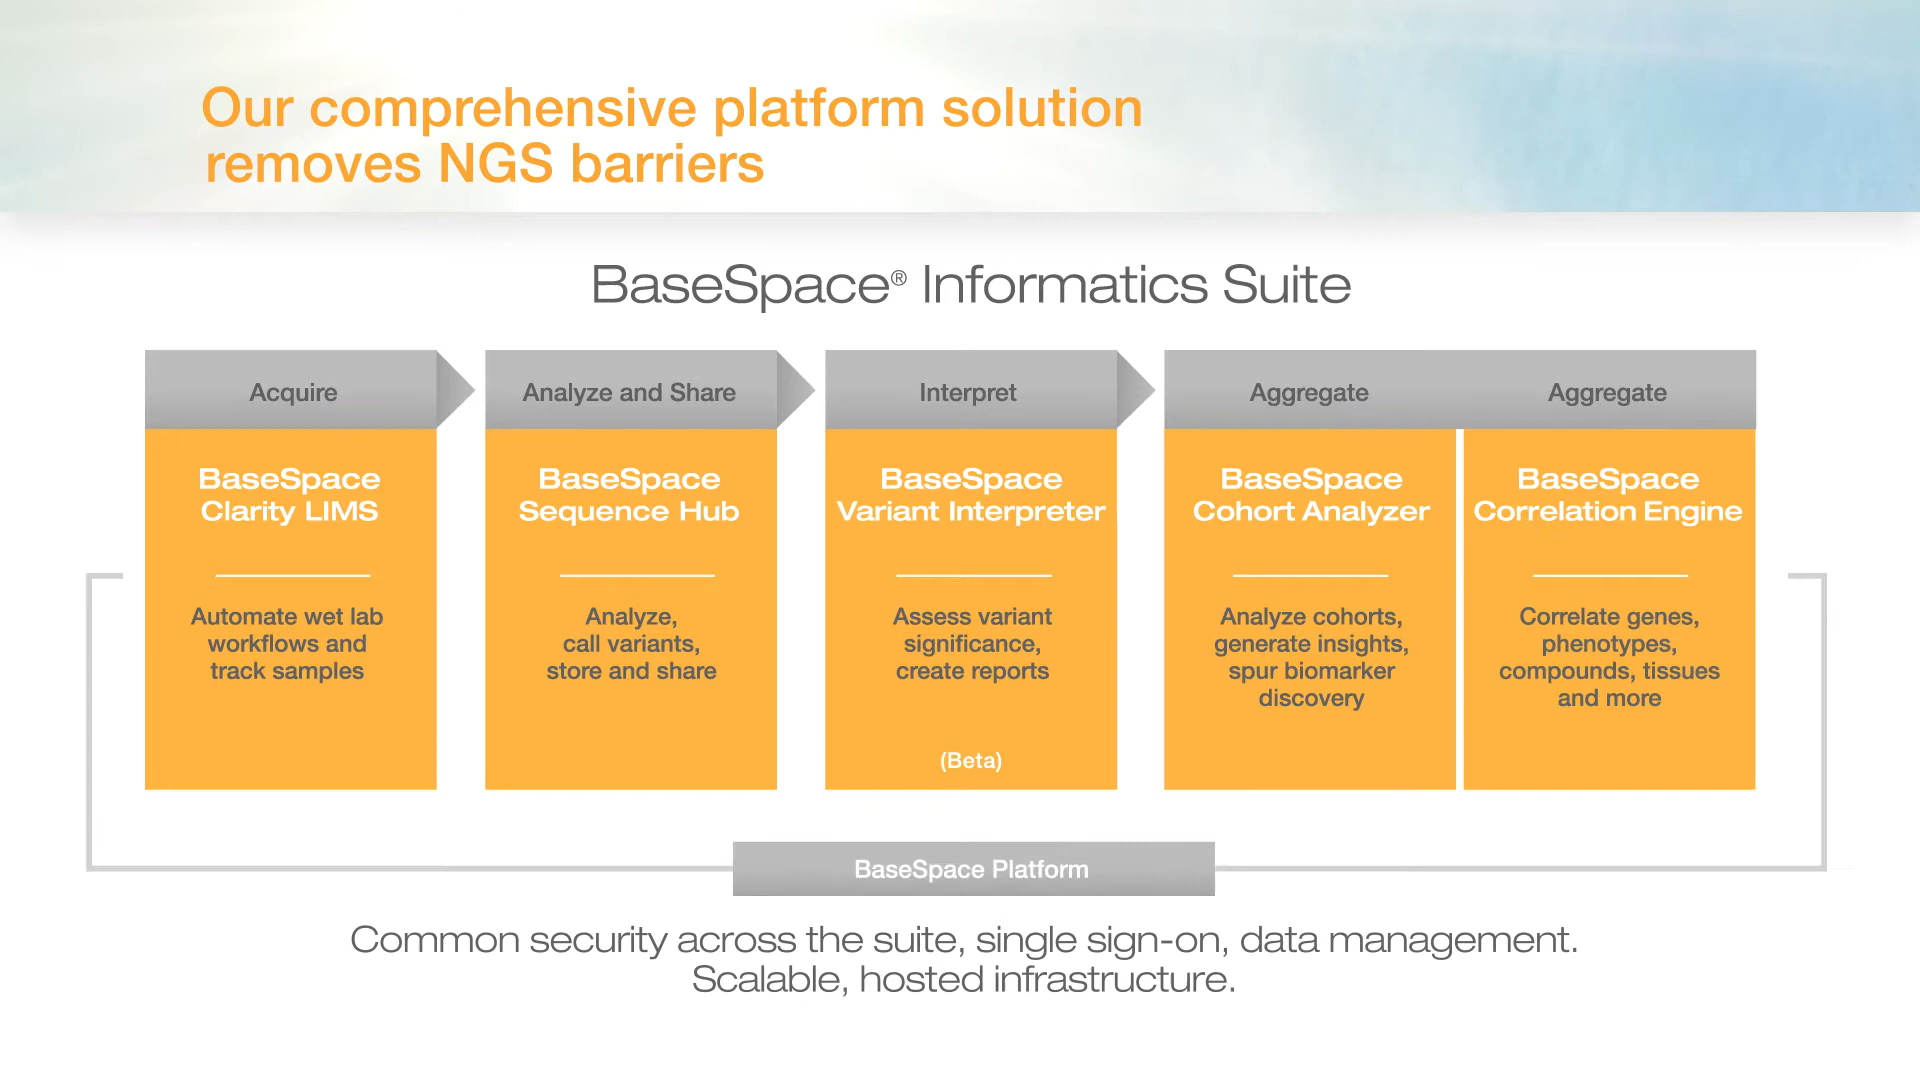 Our comprehensive platform solution
removes NGS barriers
BaseSpace® Informatics Suite
Acquire
BaseSpace
Clarity LIMS
Automate wet lab
workflows and
track samples
Analyze and Share
BaseSpace
Sequence Hub
Analyze,
call variants,
store and share
Interpret
BaseSpace
Variant Interpreter
Assess variant
significance,
create reports
(Beta)
Aggregate
BaseSpace
Cohort Analyzer
Analyze cohorts,
generate insights,
spur biomarker
discovery
Aggregate
BaseSpace
Correlation Engine
Correlate genes,
phenotypes,
compounds, tissues
and more
BaseSpace Platform
Common security across the suite, single sign-on, data management.
Scalable, hosted infrastructure.